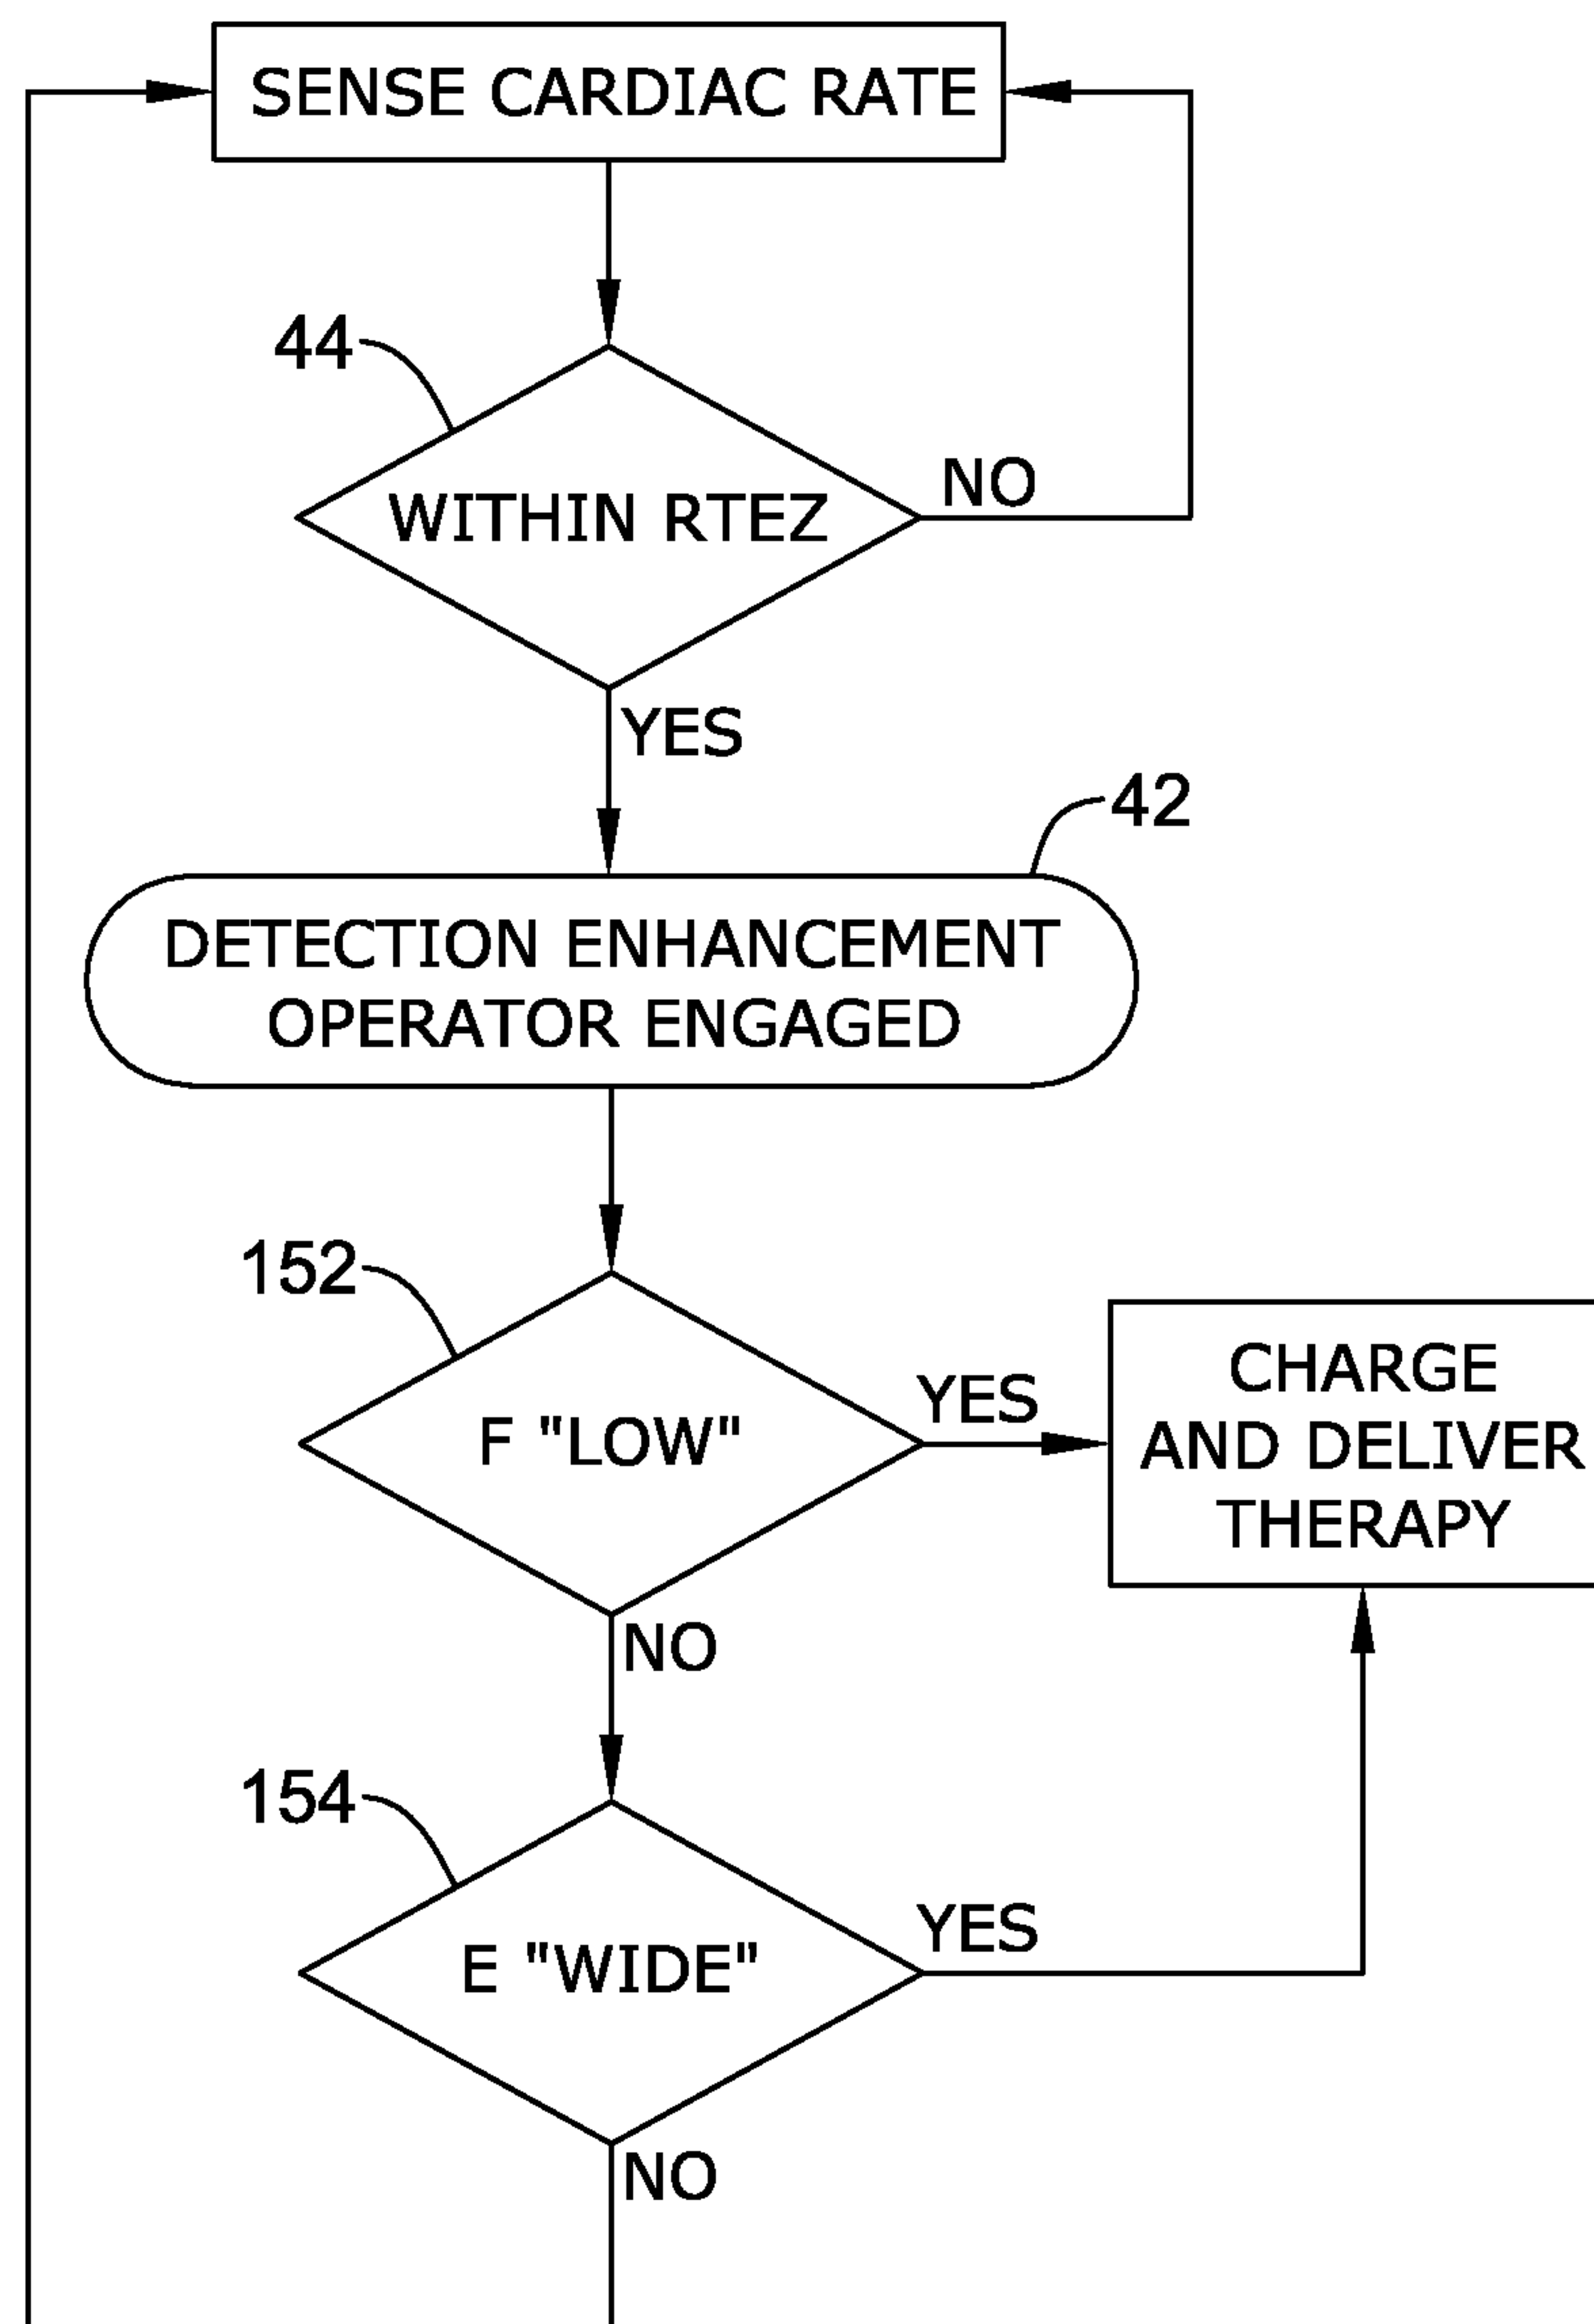 SENSE CARDIAC RATE
44
WITHIN RTEZ
NO
YES
42
DETECTION ENHANCEMENT
OPERATOR ENGAGED
152
F "LOW"
YES
CHARGE
AND DELIVER
THERAPY
NO
154
E "WIDE"
YES
NO